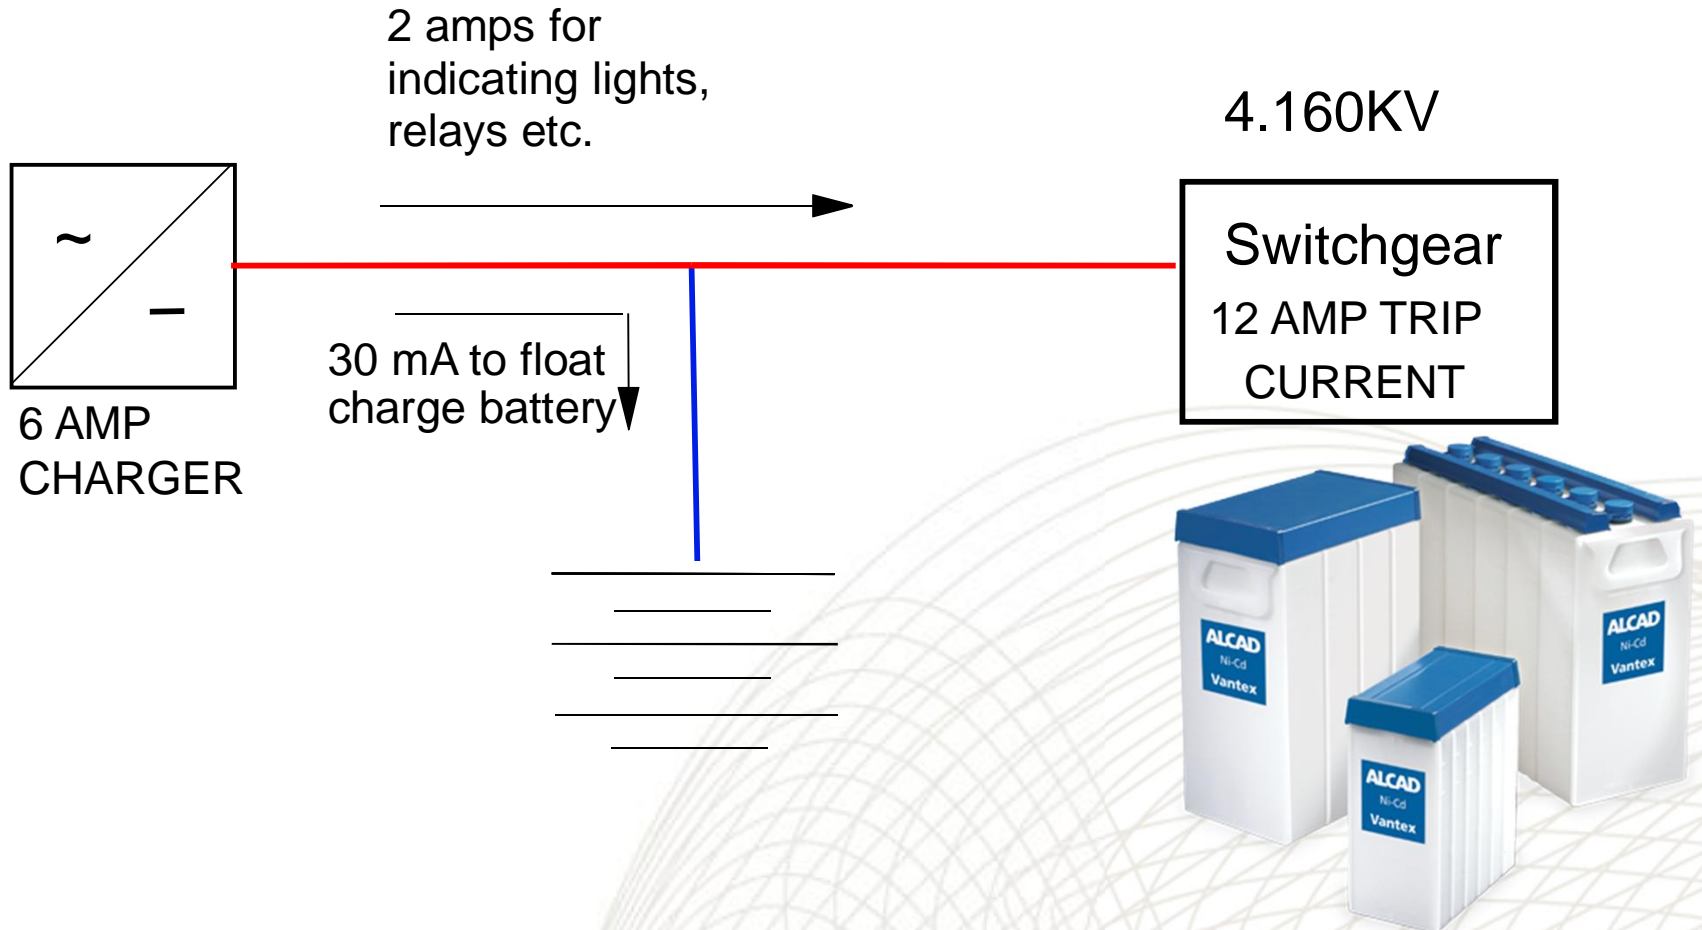 2 amps for
indicating lights,
relays etc.
4.160KV
~
–
Switchgear
12 AMP TRIP
CURRENT
30 mA to float
charge battery
6 AMP
CHARGER
ALCAD
Ni-Cd
Vantex
ALCAD
Ni-Cd
Vantex
ALCAD
Ni-Cd
Vantex